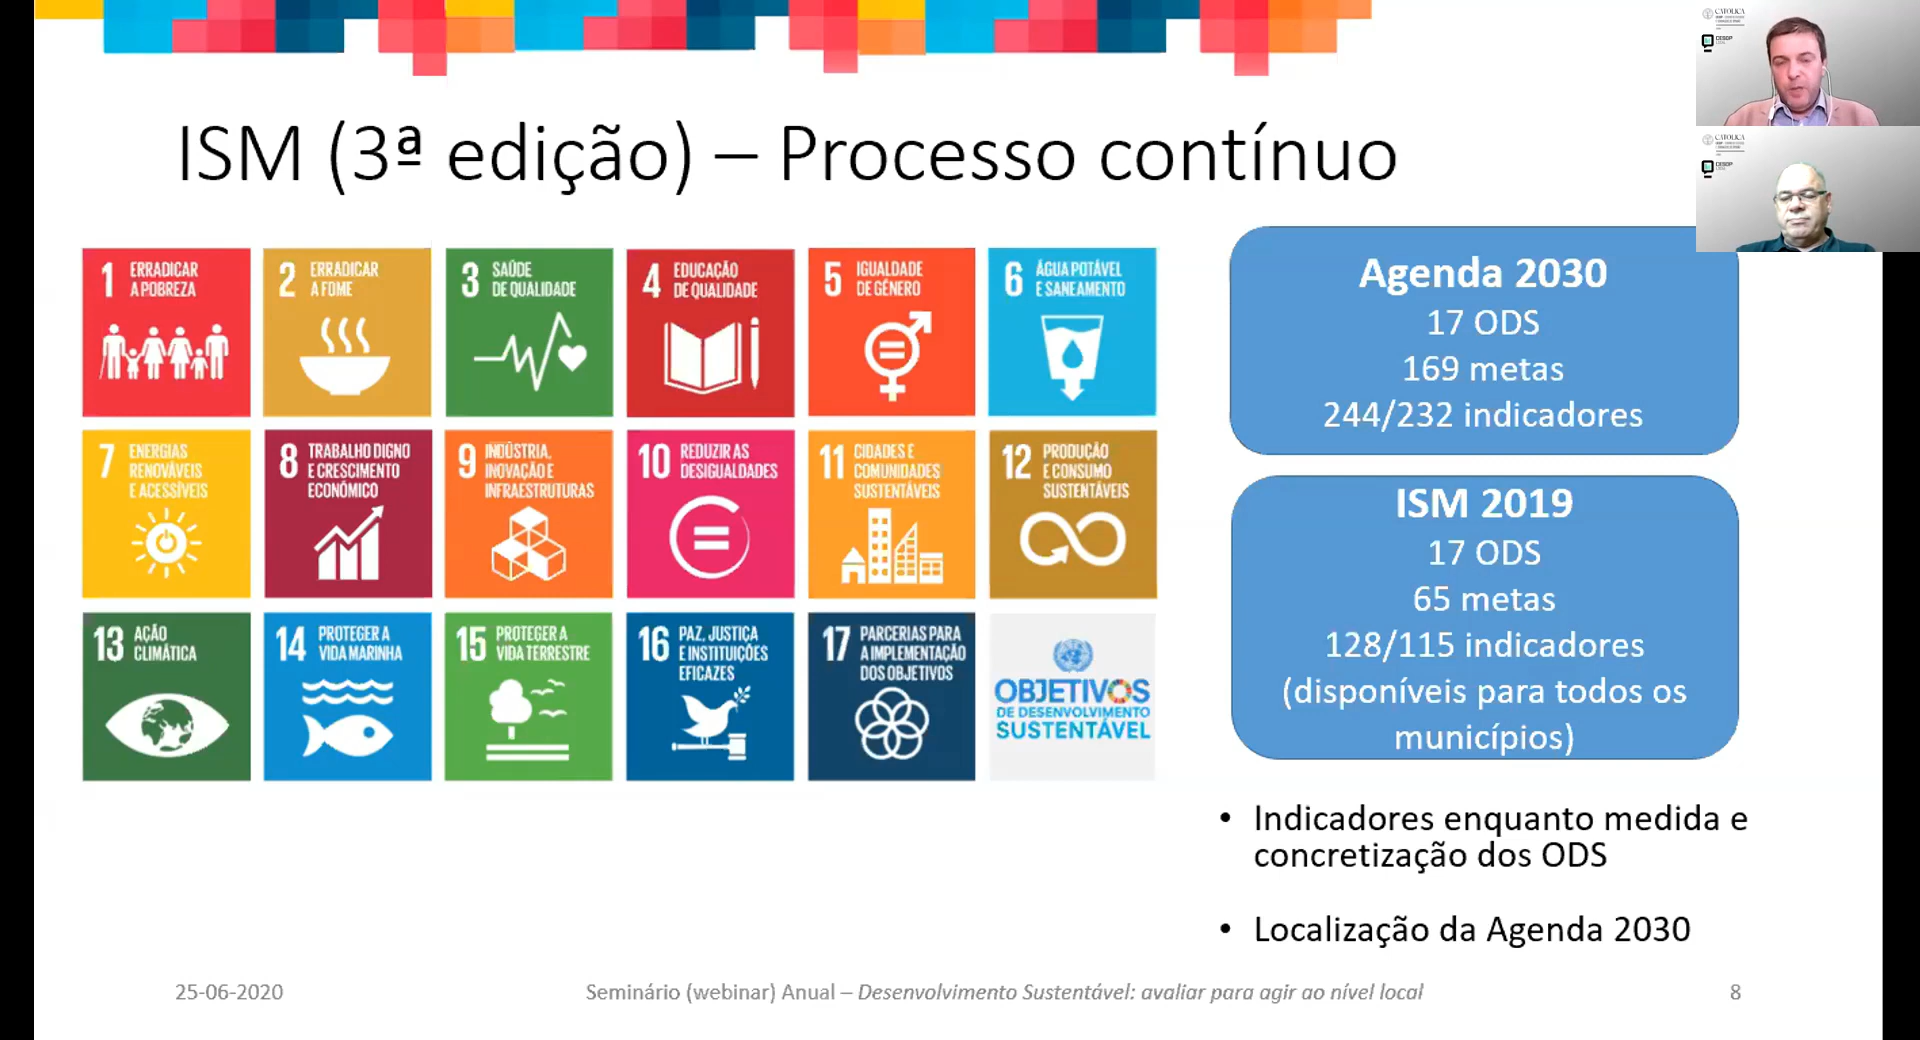 CATÓLICA
CESOP
CATÓLICA
CESOP
ISM (3ª edição) – Processo contínuo
1 ERRADICAR
A POBREZA
2 ERRADICAR
A FOME
3 SAÚDE
DE QUALIDADE
4 EDUCAÇÃO
DE QUALIDADE
5 IGUALDADE
DE GÉNERO
6 ÁGUA POTÁVEL
E SANEAMENTO
7 ENERGIAS
RENOVÁVEIS
E ACESSÍVEIS
8 TRABALHO DIGNO
E CRESCIMENTO
ECONÓMICO
9 INDÚSTRIA,
INOVAÇÃO E
INFRAESTRUTURAS
10 REDUZIR AS
DESIGUALDADES
11 CIDADES E
COMUNIDADES
SUSTENTÁVEIS
12 PRODUÇÃO
E CONSUMO
SUSTENTÁVEIS
13 AÇÃO
CLIMÁTICA
14 PROTEGER A
VIDA MARINHA
15 PROTEGER A
VIDA TERRESTRE
16 PAZ, JUSTIÇA
E INSTITUIÇÕES
EFICAZES
17 PARCERIAS PARA
A IMPLEMENTAÇÃO
DOS OBJETIVOS
OBJETIVOS
DE DESENVOLVIMENTO
SUSTENTÁVEL
Agenda 2030
17 ODS
169 metas
244/232 indicadores
ISM 2019
17 ODS
65 metas
128/115 indicadores
(disponíveis para todos os
municípios)
• Indicadores enquanto medida e
concretização dos ODS
• Localização da Agenda 2030
25-06-2020
Seminário (webinar) Anual – Desenvolvimento Sustentável: avaliar para agir ao nível local
8